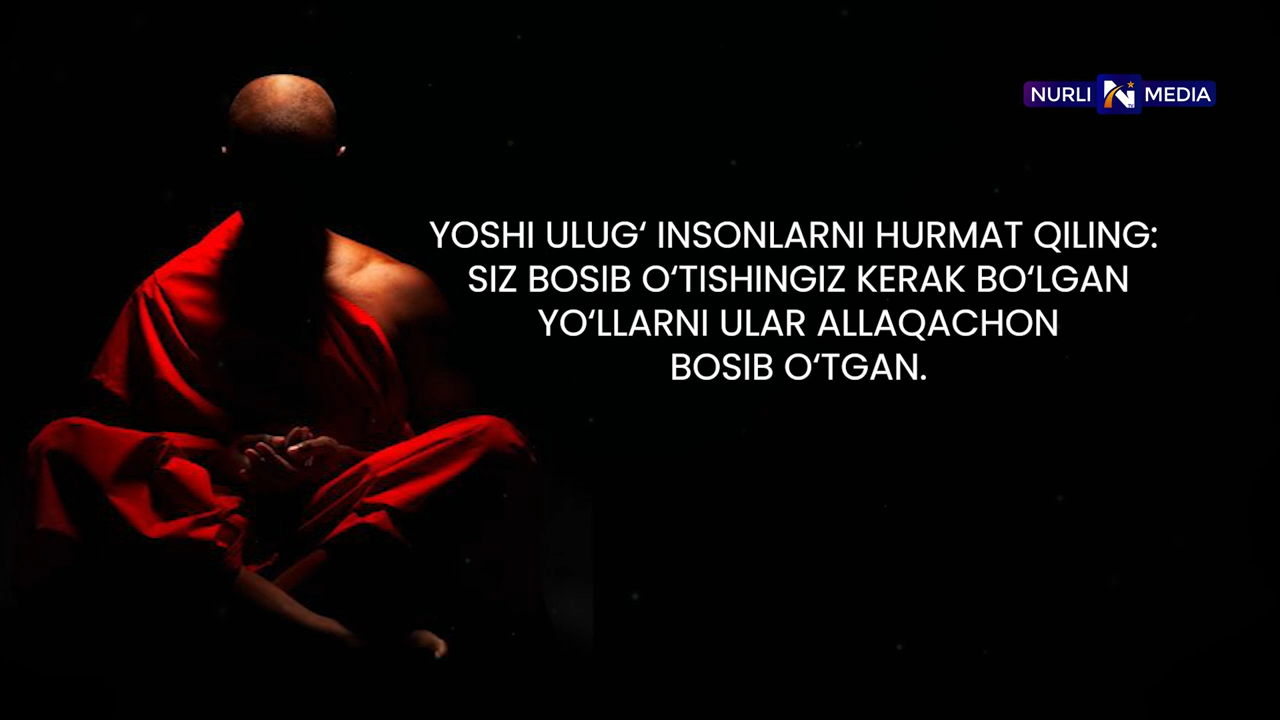 NURLI MEDIA
YOSHI ULUG‘ INSONLARNI HURMAT QILING:
SIZ BOSIB O‘TISHINGIZ KERAK BO‘LGAN
YO‘LLARNI ULAR ALLAQACHON
BOSIB O‘TGAN.